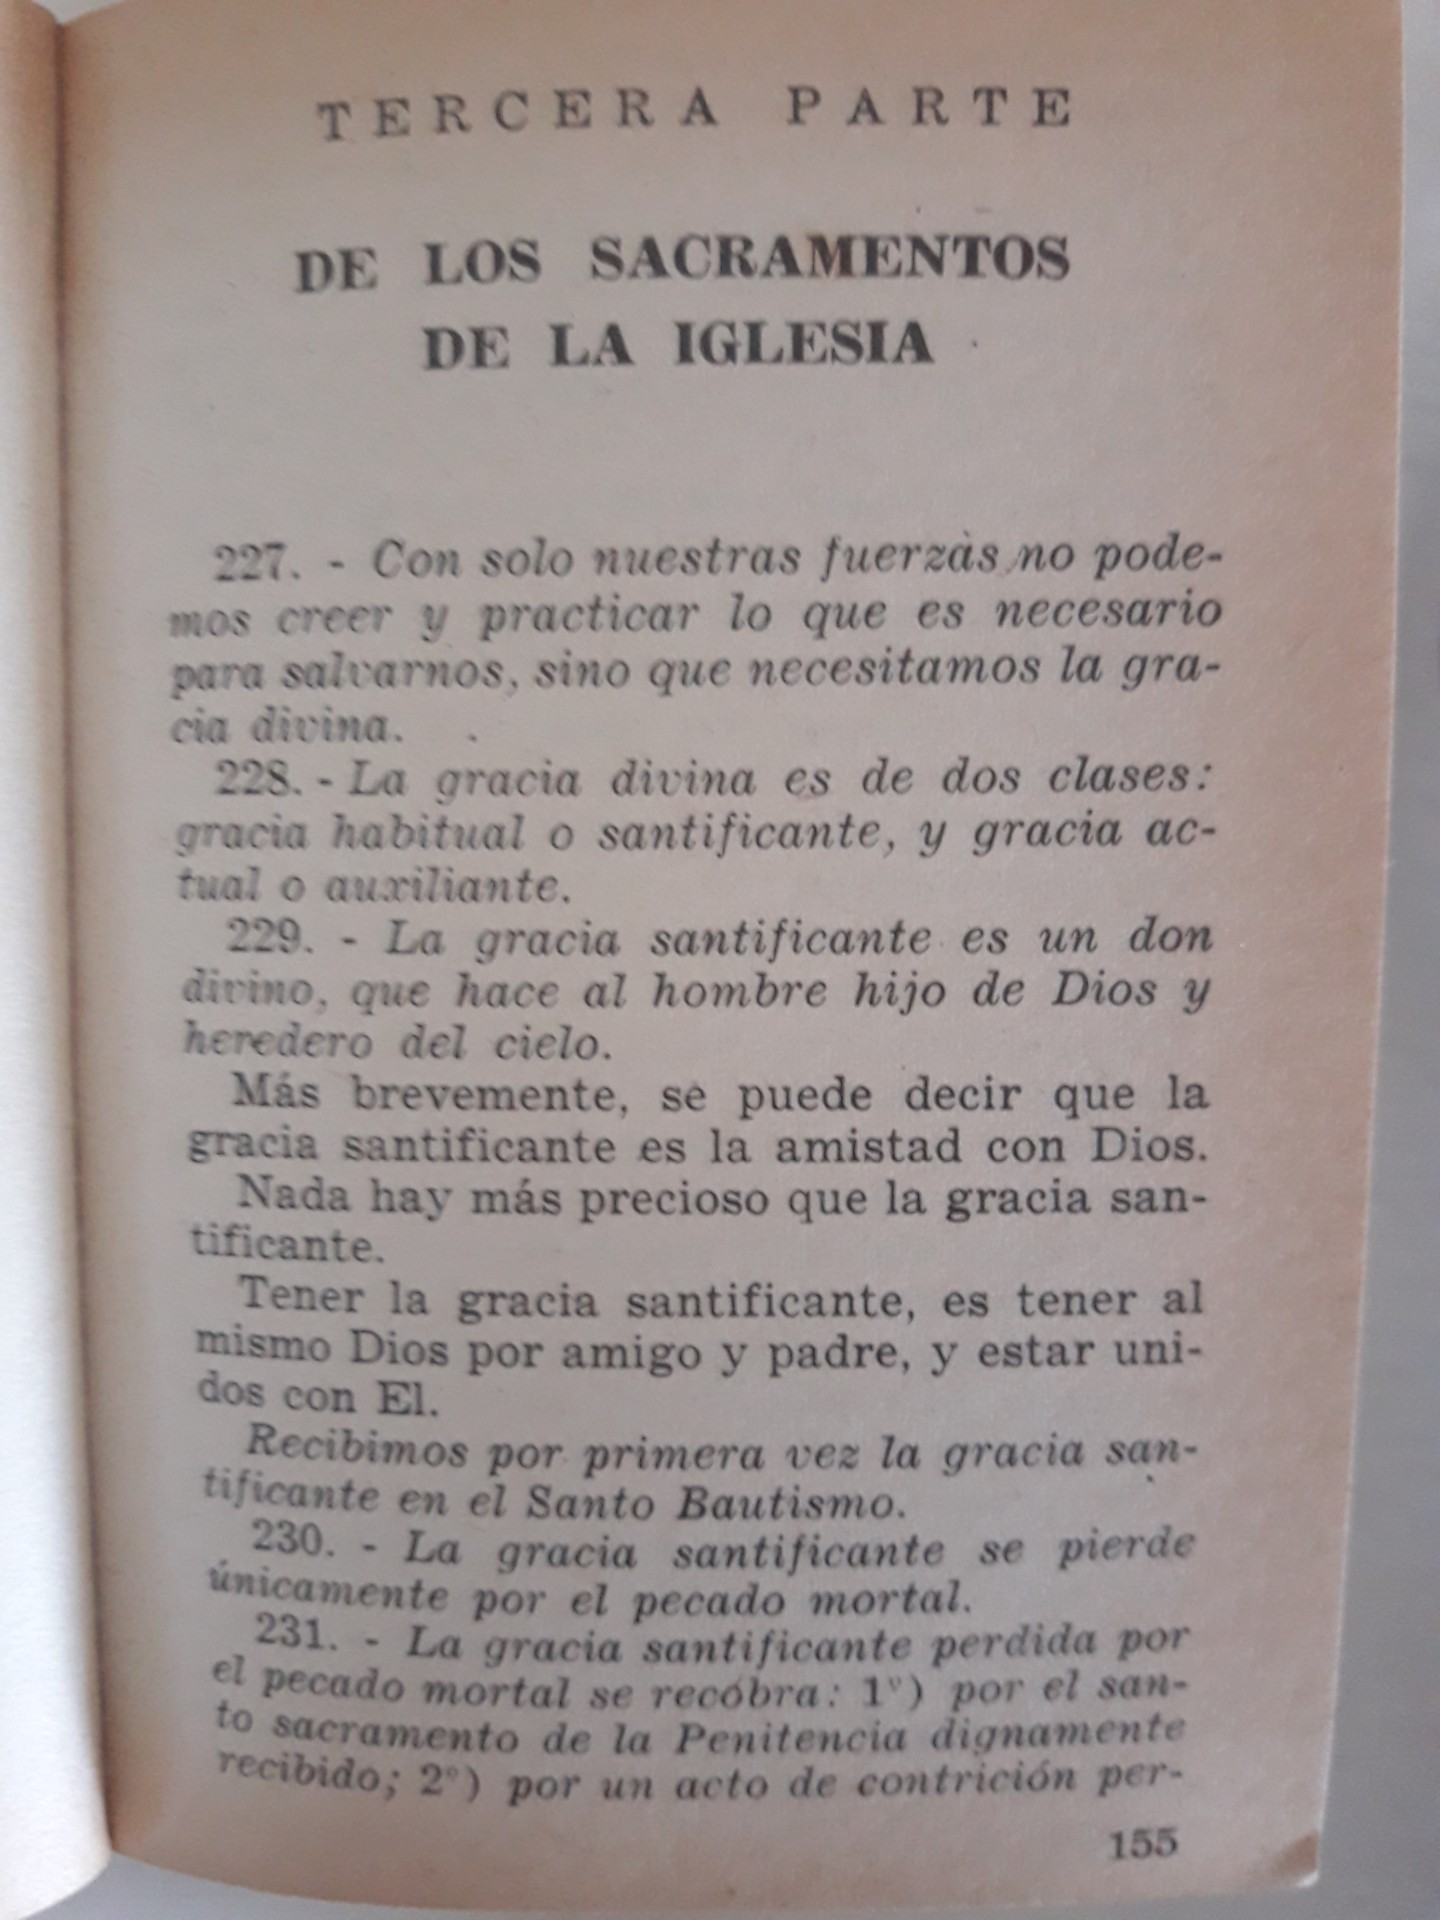 TERCERA PARTE
DE LOS SACRAMENTOS
DE LA IGLESIA
227. - Con solo nuestras fuerzas no pode-
mos creer y practicar lo que es necesario
para salvarnos, sino que necesitamos la gra-
cia divina.
228. - La gracia divina es de dos clases:
gracia habitual o santificante, y gracia ac-
tual o auxiliante.
229. - La gracia santificante es un don
divino, que hace al hombre hijo de Dios y
heredero del cielo.
Más brevemente, se puede decir que la
gracia santificante es la amistad con Dios.
Nada hay más precioso que la gracia san-
tificante.
Tener la gracia santificante, es tener al
mismo Dios por amigo y padre, y estar uni-
dos con El.
Recibimos por primera vez la gracia san-
tificante en el Santo Bautismo.
230. - La gracia santificante se pierde
únicamente por el pecado mortal.
231. - La gracia santificante perdida por
el pecado mortal se recobra: 1º) por el san-
to sacramento de la Penitencia dignamente
recibido; 2º) por un acto de contrición per-
155